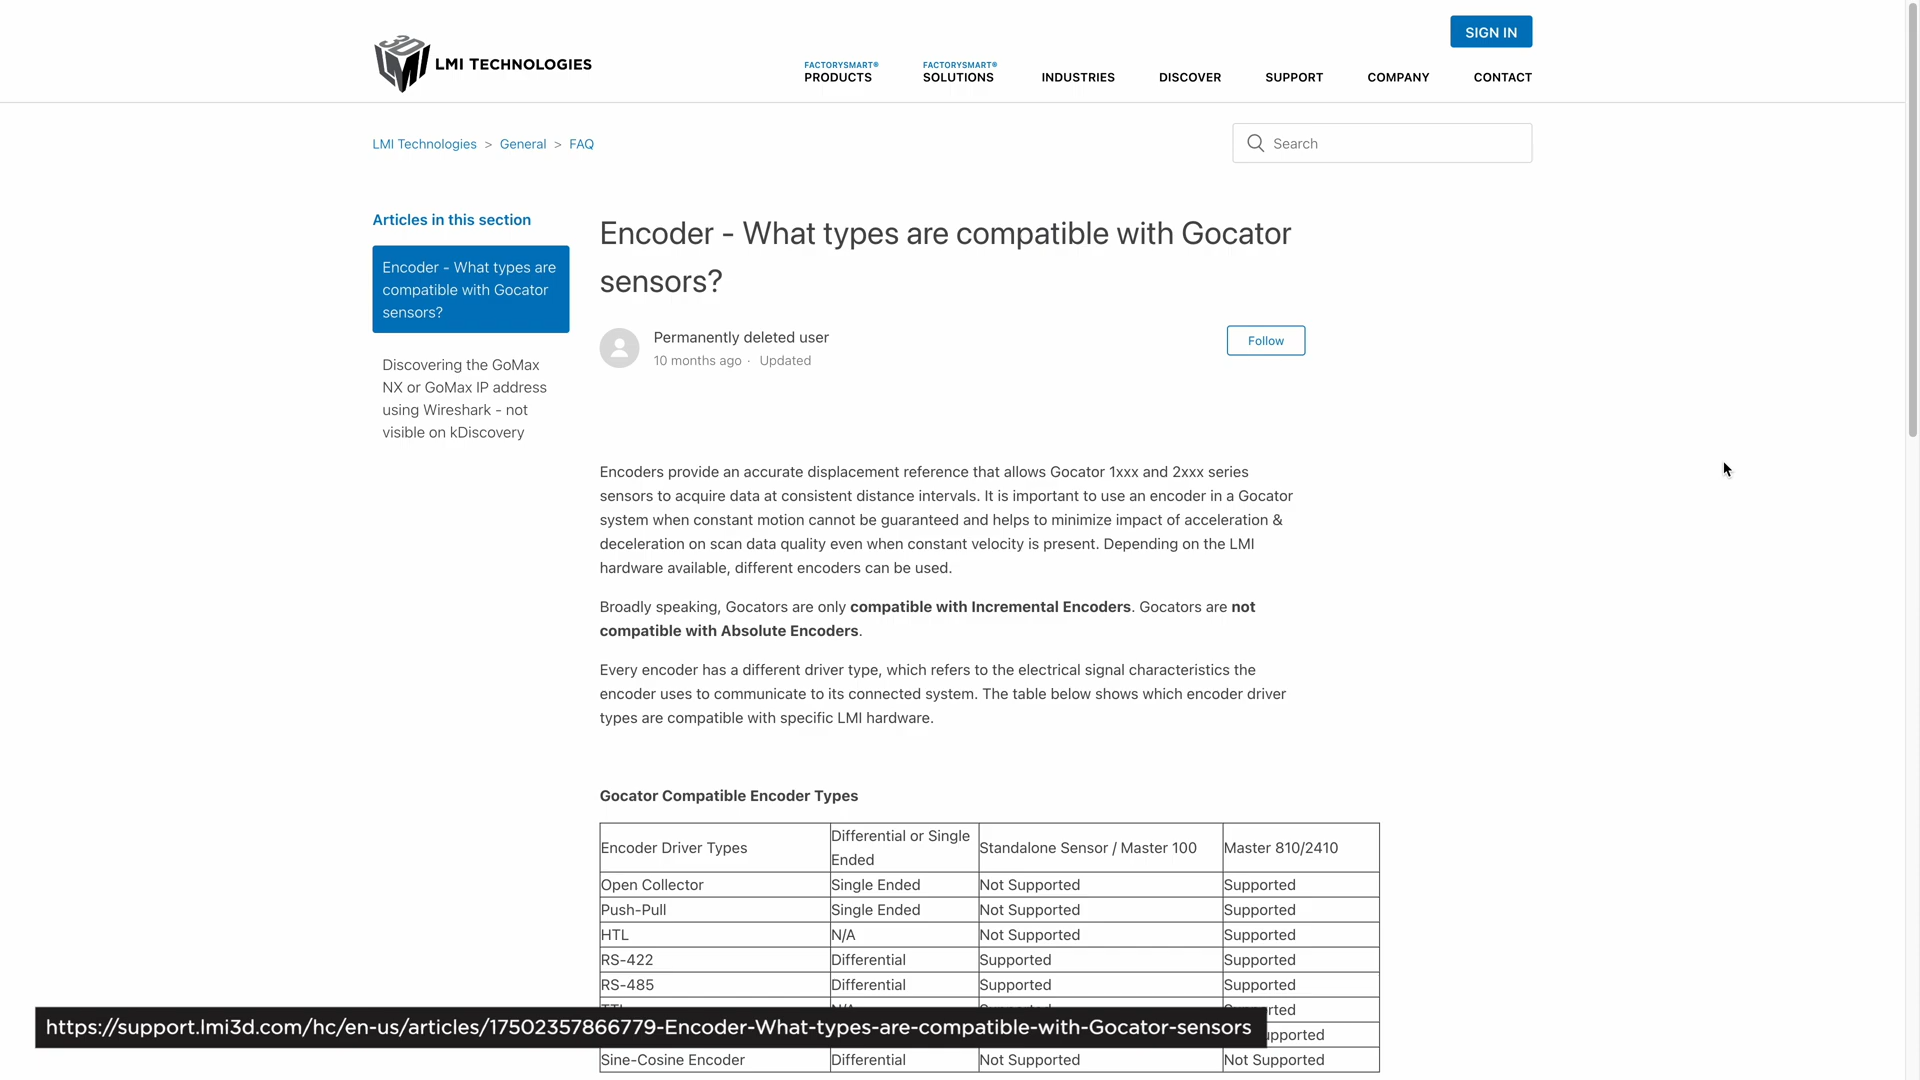 SIGN IN
3D LMI TECHNOLOGIES
FACTORYSMART® PRODUCTS
FACTORYSMART® SOLUTIONS
INDUSTRIES
DISCOVER
SUPPORT
COMPANY
CONTACT
LMI Technologies > General > FAQ
Search
Articles in this section
Encoder - What types are
compatible with Gocator
sensors?
Discovering the GoMax
NX or GoMax IP address
using Wireshark - not
visible on kDiscovery
Encoder - What types are compatible with Gocator
sensors?
Permanently deleted user
10 months ago · Updated
Follow
Encoders provide an accurate displacement reference that allows Gocator 1xxx and 2xxx series
sensors to acquire data at consistent distance intervals. It is important to use an encoder in a Gocator
system when constant motion cannot be guaranteed and helps to minimize impact of acceleration &
deceleration on scan data quality even when constant velocity is present. Depending on the LMI
hardware available, different encoders can be used.
Broadly speaking, Gocators are only compatible with Incremental Encoders. Gocators are not
compatible with Absolute Encoders.
Every encoder has a different driver type, which refers to the electrical signal characteristics the
encoder uses to communicate to its connected system. The table below shows which encoder driver
types are compatible with specific LMI hardware.
Gocator Compatible Encoder Types
Encoder Driver Types | Differential or Single Ended | Standalone Sensor / Master 100 | Master 810/2410
Open Collector | Single Ended | Not Supported | Supported
Push-Pull | Single Ended | Not Supported | Supported
HTL | N/A | Not Supported | Supported
RS-422 | Differential | Supported | Supported
RS-485 | Differential | Supported | Supported
https://support.lmi3d.com/hc/en-us/articles/17502357866779-Encoder-What-types-are-compatible-with-Gocator-sensors
Sine-Cosine Encoder | Differential | Not Supported | Not Supported